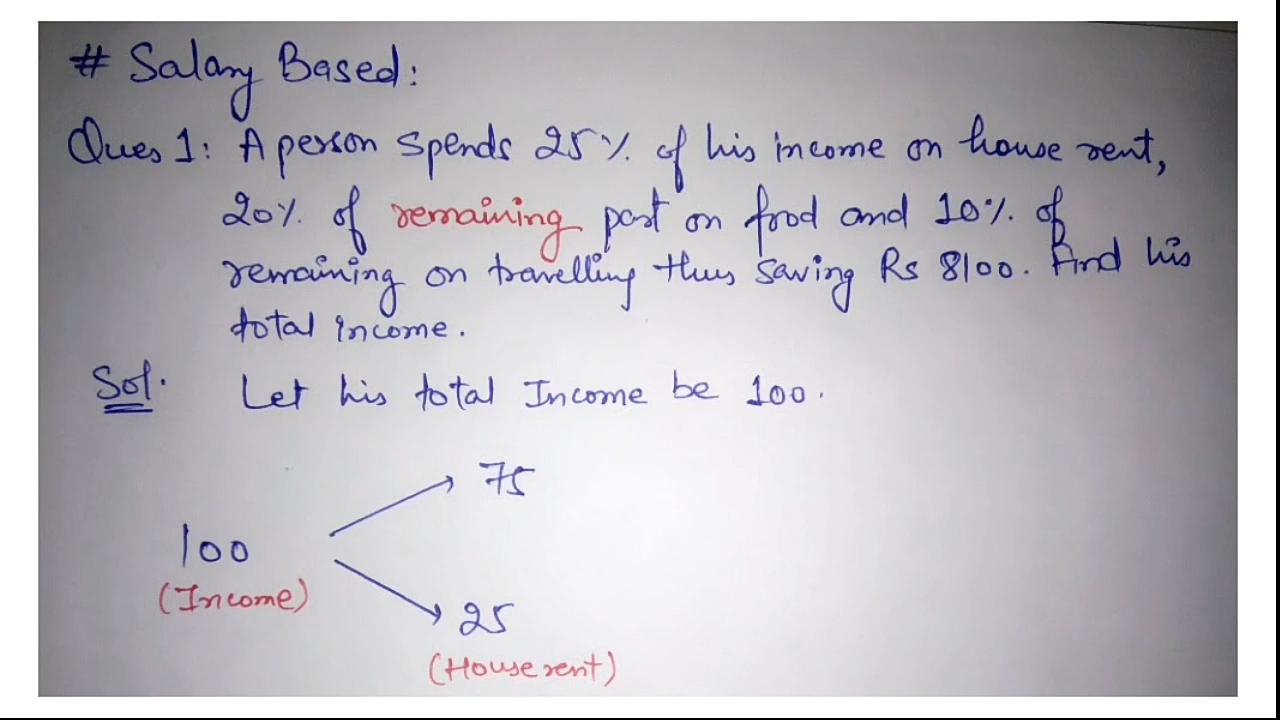 # Salary Based:
Ques 1: A person spends 25% of his income on house rent,
20% of remaining part on food and 10% of
remaining on travelling thus saving Rs 8100. Find his
total income.
Sol. Let his total Income be 100.
75
100
(Income)
25
(House rent)